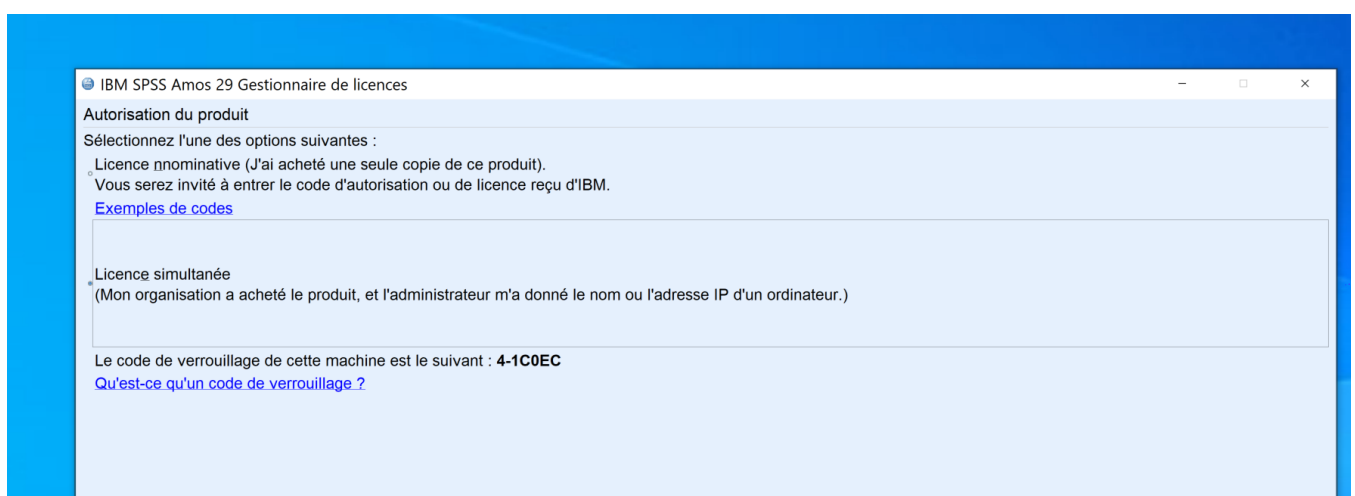 IBM SPSS Amos 29 Gestionnaire de licences
Autorisation du produit
Sélectionnez l'une des options suivantes :
Licence nnominative (J'ai acheté une seule copie de ce produit).
Vous serez invité à entrer le code d'autorisation ou de licence reçu d'IBM.
Exemples de codes
Licence simultanée
(Mon organisation a acheté le produit, et l'administrateur m'a donné le nom ou l'adresse IP d'un ordinateur.)
Le code de verrouillage de cette machine est le suivant : 4-1C0EC
Qu'est-ce qu'un code de verrouillage ?